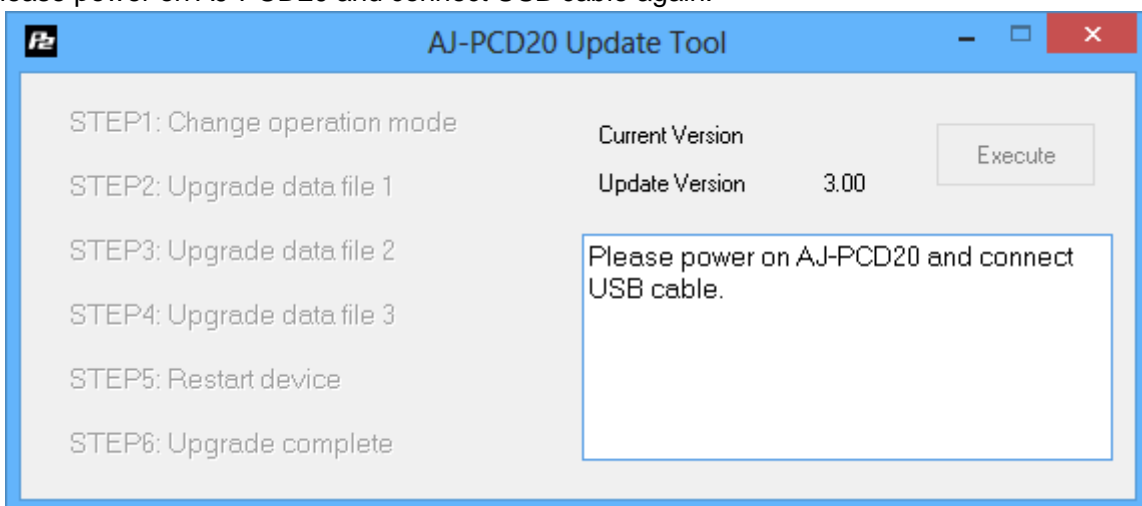 please power on AJ-PCD20 and connect USB cable again.
P2
AJ-PCD20 Update Tool
STEP1: Change operation mode
STEP2: Upgrade data file 1
STEP3: Upgrade data file 2
STEP4: Upgrade data file 3
STEP5: Restart device
STEP6: Upgrade complete
Current Version
Update Version 3.00
Execute
Please power on AJ-PCD20 and connect
USB cable.